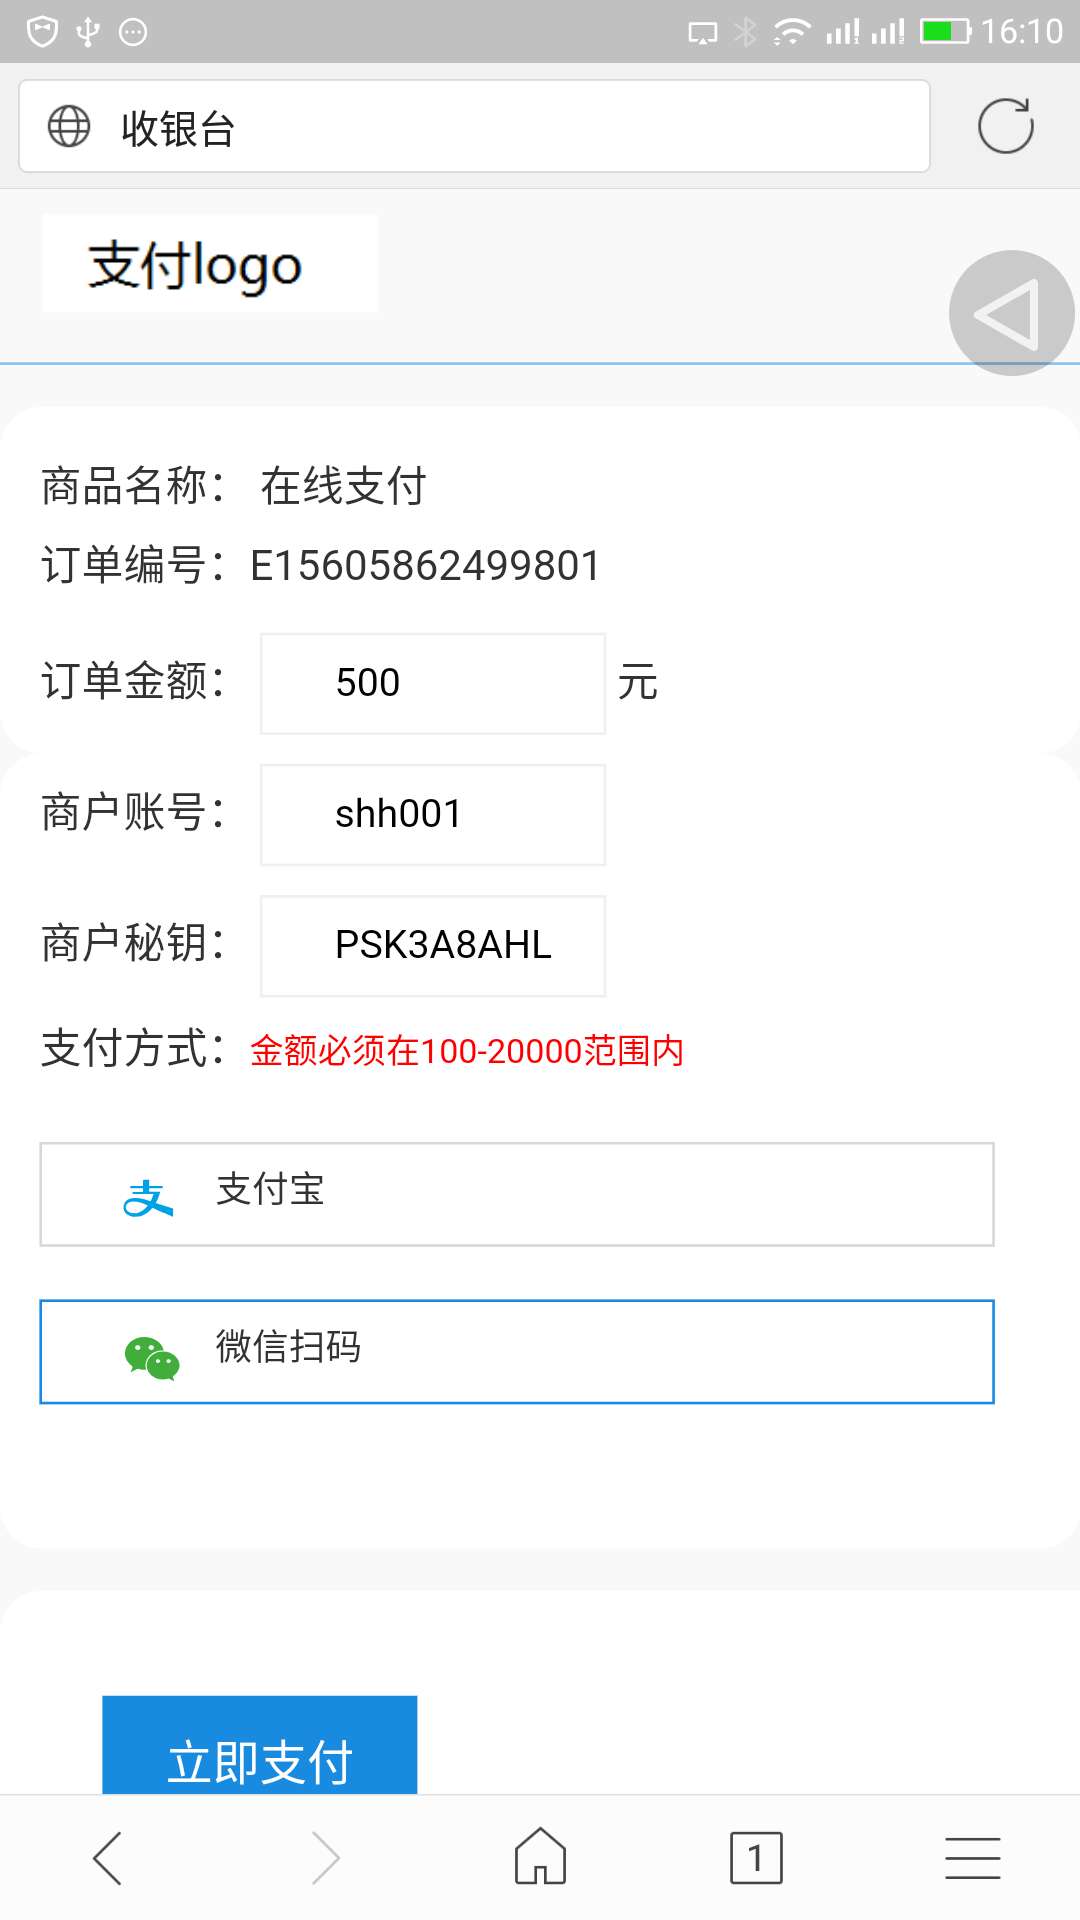 16:10
收银台
支付logo
商品名称： 在线支付
订单编号：E15605862499801
订单金额： 500 元
商户账号： shh001
商户秘钥： PSK3A8AHL
支付方式：金额必须在100-20000范围内
支付宝
微信扫码
立即支付
1